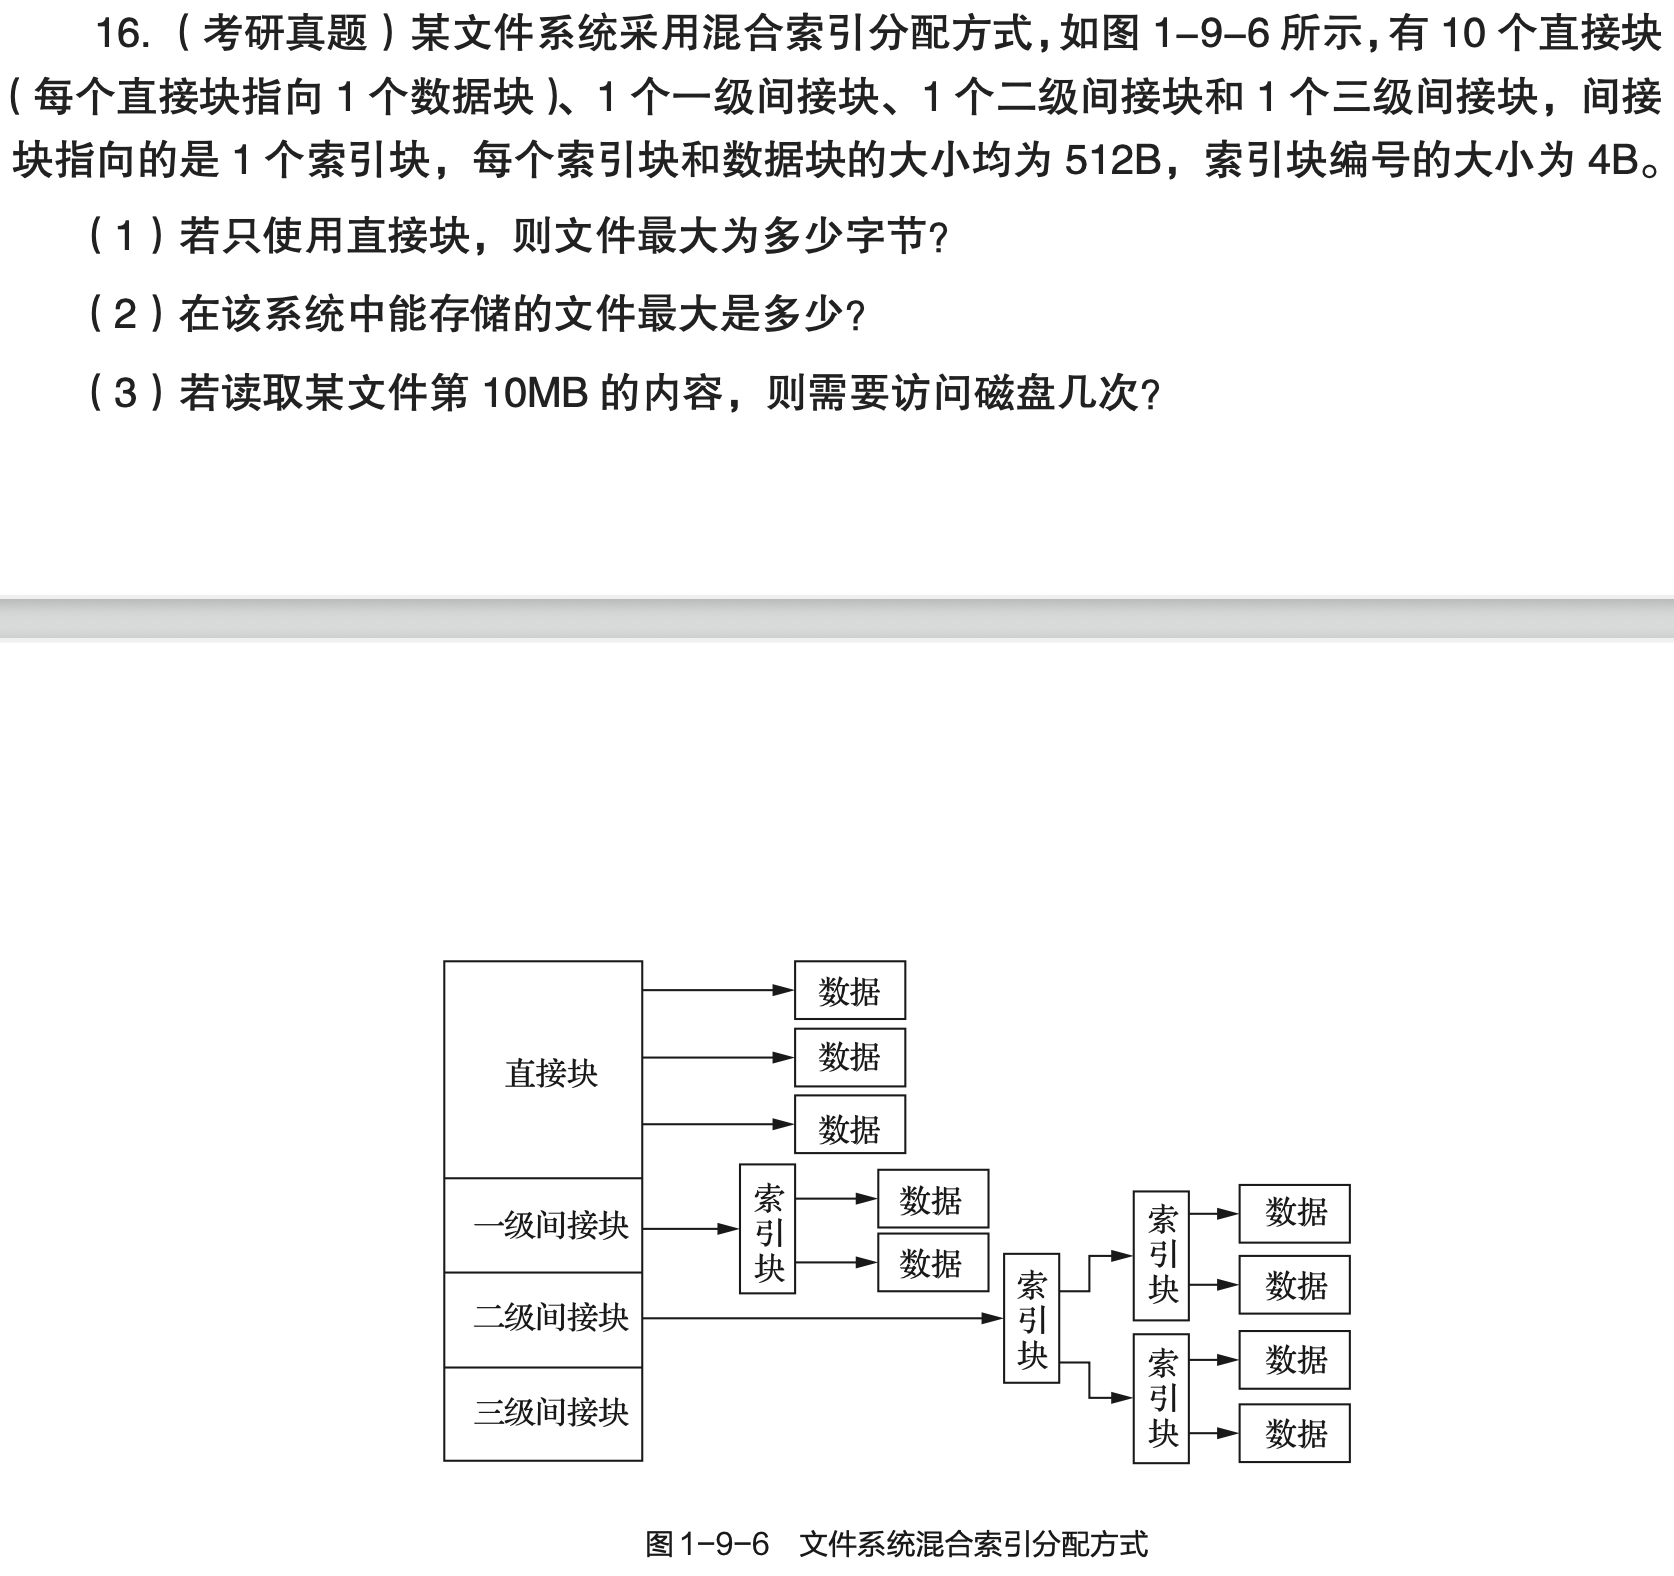 16.（考研真题）某文件系统采用混合索引分配方式，如图 1-9-6 所示，有 10 个直接块
（每个直接块指向 1 个数据块）、1 个一级间接块、1 个二级间接块和 1 个三级间接块，间接
块指向的是 1 个索引块，每个索引块和数据块的大小均为 512B，索引块编号的大小为 4B。
（1）若只使用直接块，则文件最大为多少字节？
（2）在该系统中能存储的文件最大是多少？
（3）若读取某文件第 10MB 的内容，则需要访问磁盘几次？
直接块
数据
数据
数据
一级间接块
索引块
数据
数据
二级间接块
索引块
索引块
数据
数据
索引块
数据
数据
三级间接块
图 1-9-6 文件系统混合索引分配方式